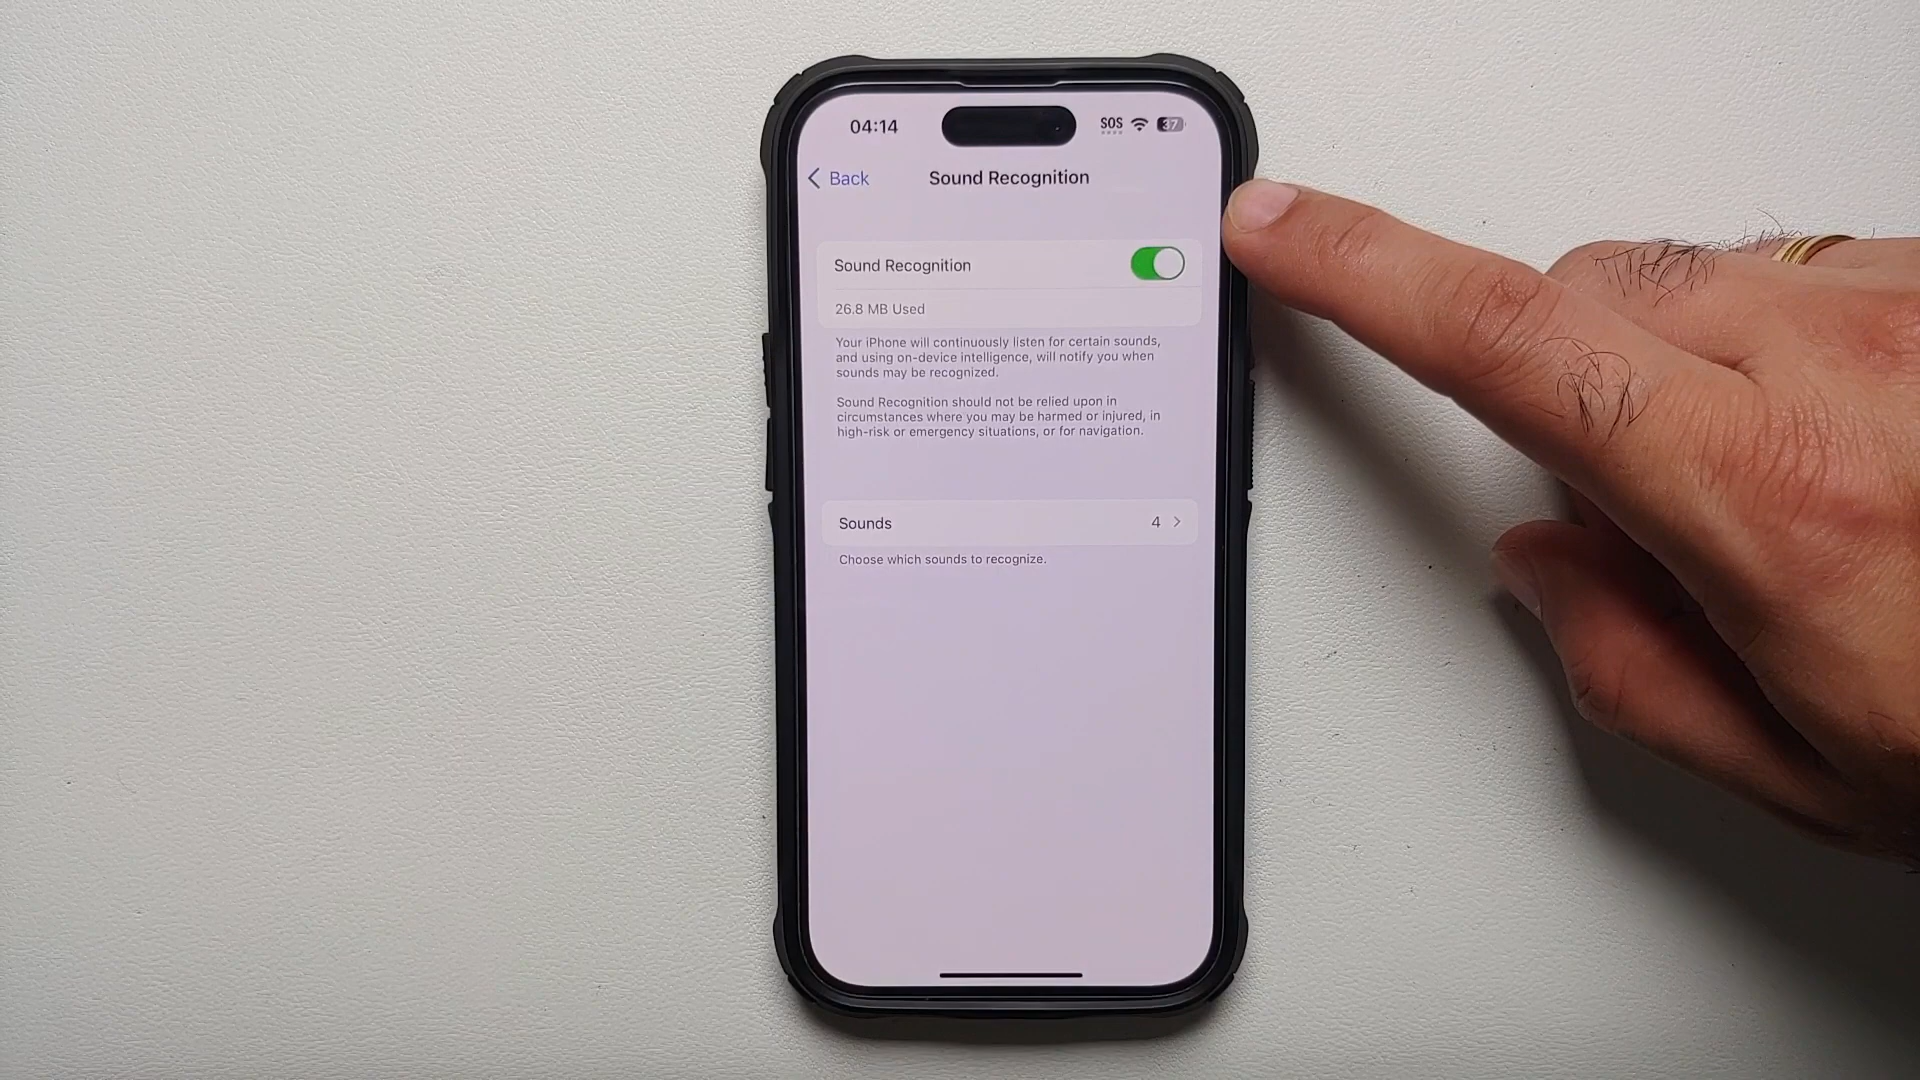 04:14
SOS
37
Back
Sound Recognition
Sound Recognition
26.8 MB Used
Your iPhone will continuously listen for certain sounds,
and using on-device intelligence, will notify you when
sounds may be recognized.
Sound Recognition should not be relied upon in
circumstances where you may be harmed or injured, in
high-risk or emergency situations, or for navigation.
Sounds 4
Choose which sounds to recognize.